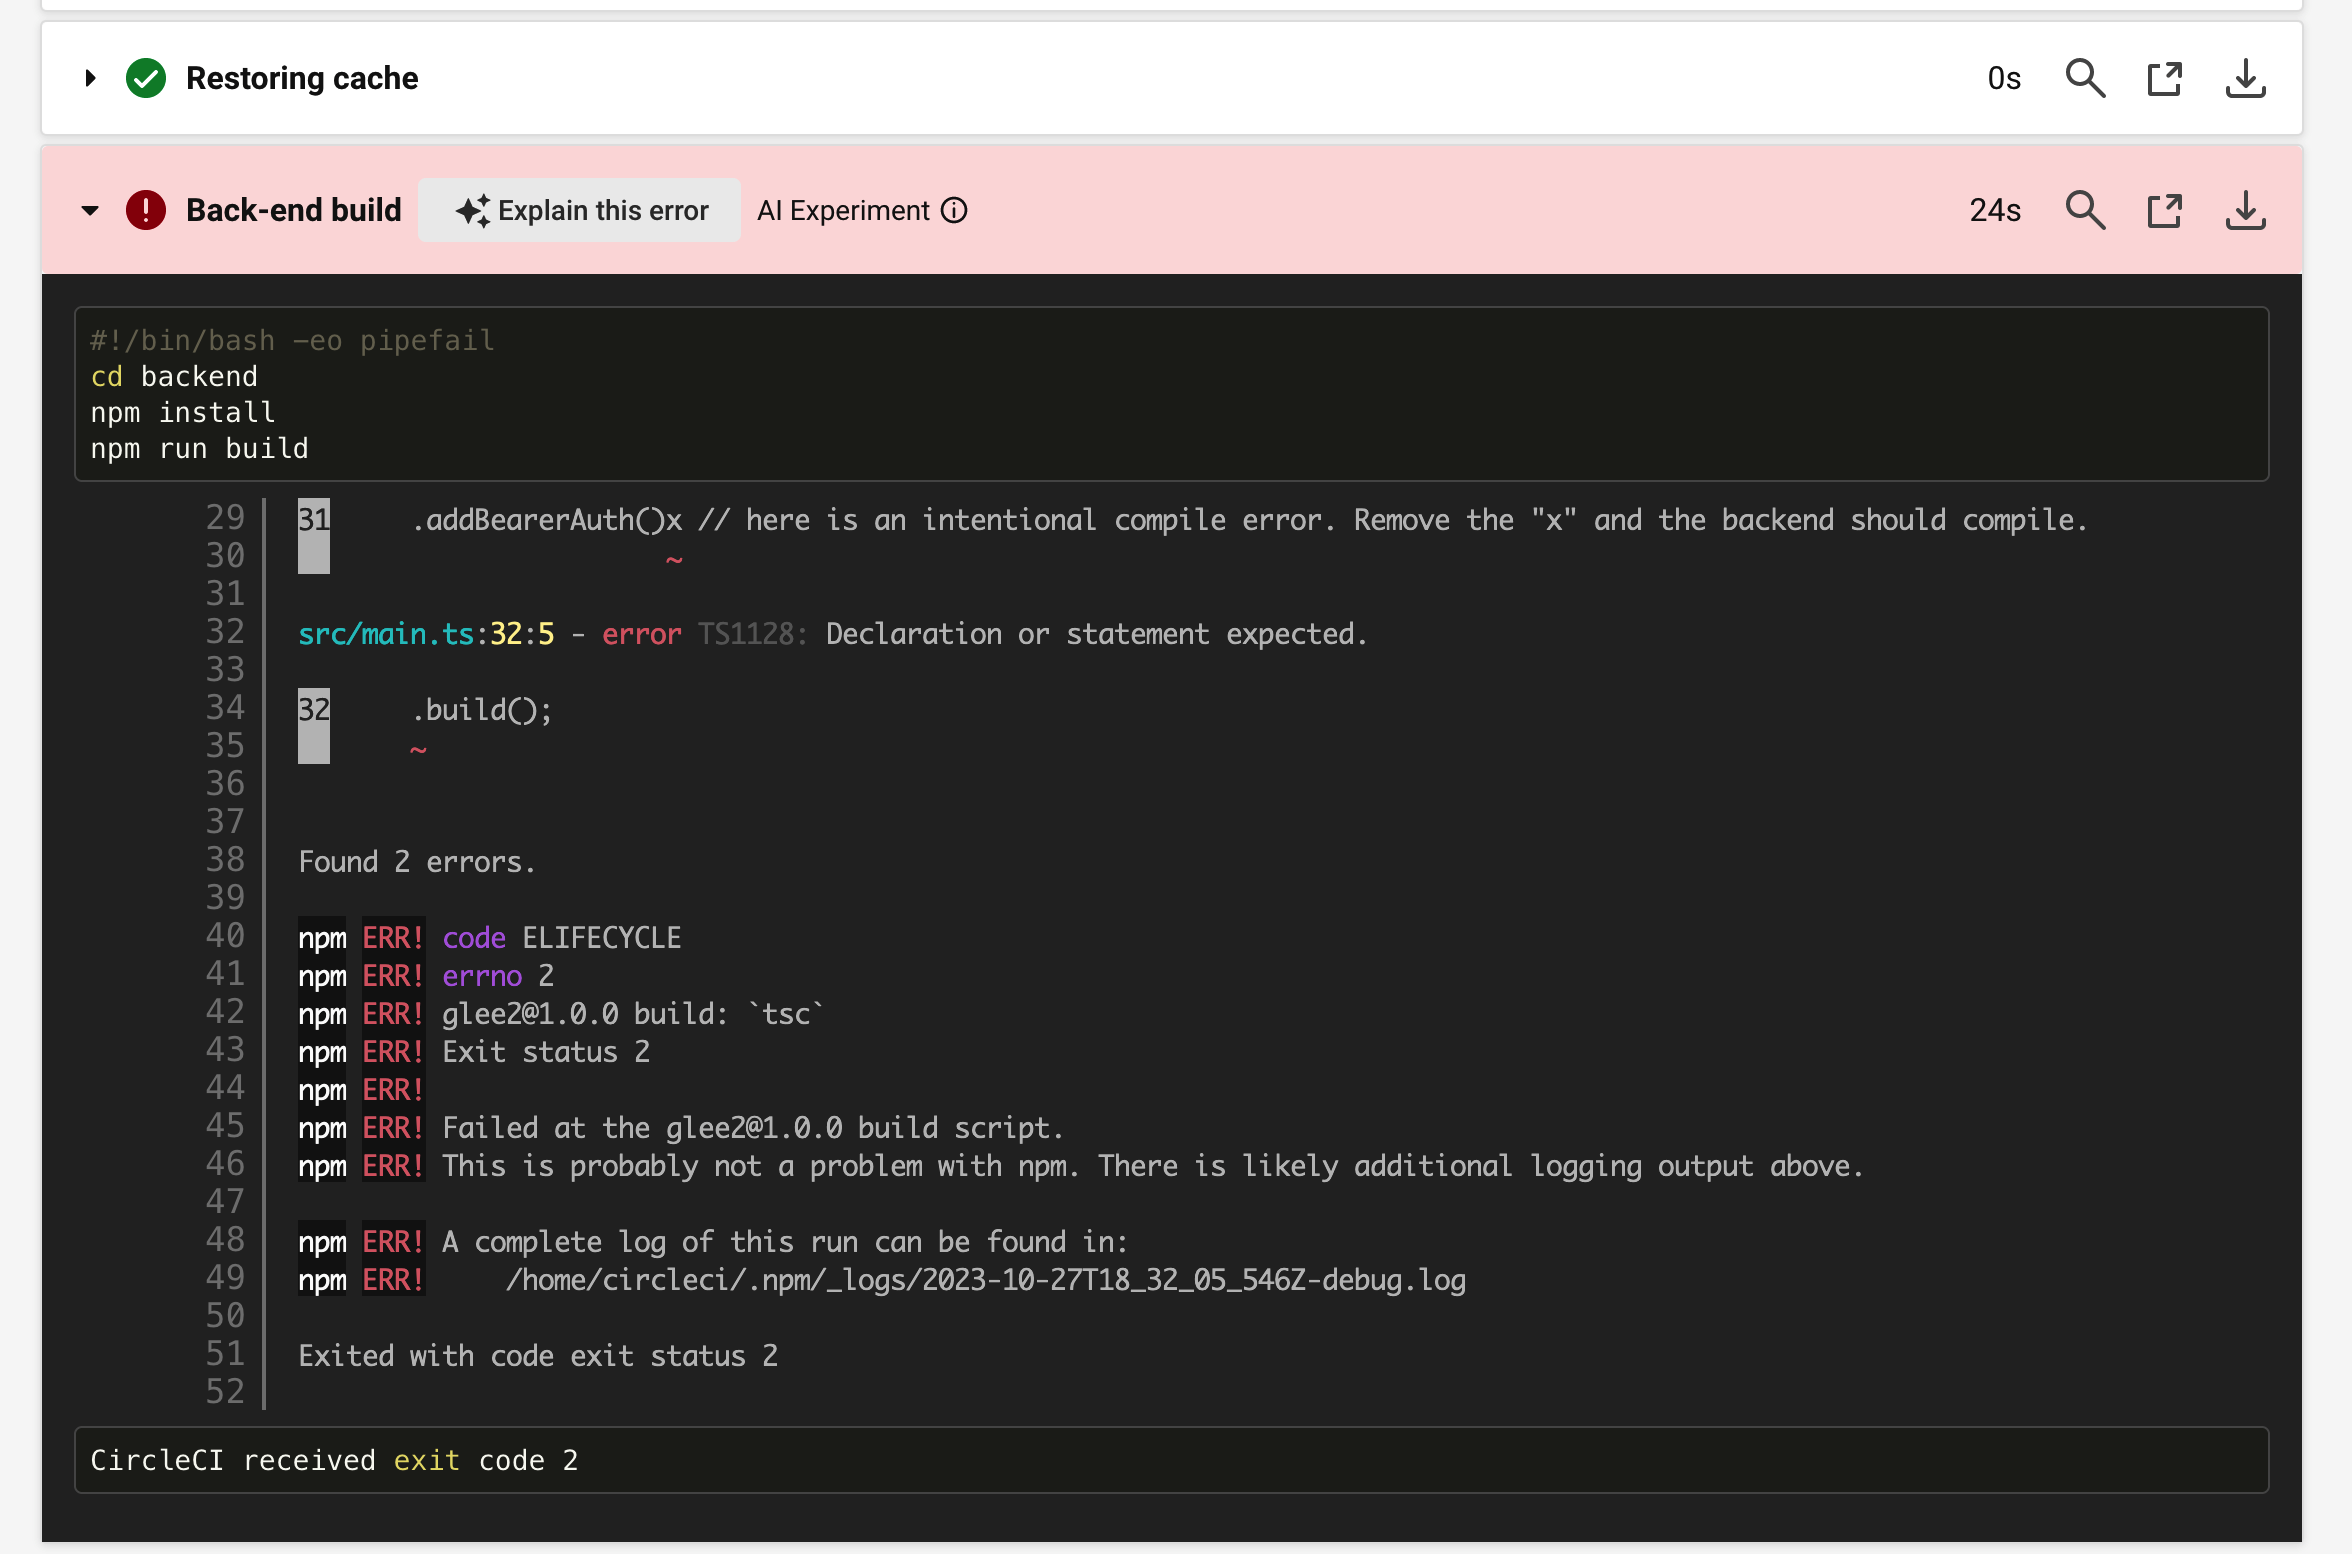 Restoring cache 0s
Back-end build Explain this error AI Experiment 24s
#!/bin/bash -eo pipefail
cd backend
npm install
npm run build
29 31 .addBearerAuth()x // here is an intentional compile error. Remove the "x" and the backend should compile.
30 ~
31
32 src/main.ts:32:5 - error TS1128: Declaration or statement expected.
33
34 32 .build();
35 ~
36
37
38 Found 2 errors.
39
40 npm ERR! code ELIFECYCLE
41 npm ERR! errno 2
42 npm ERR! glee2@1.0.0 build: `tsc`
43 npm ERR! Exit status 2
44 npm ERR!
45 npm ERR! Failed at the glee2@1.0.0 build script.
46 npm ERR! This is probably not a problem with npm. There is likely additional logging output above.
47
48 npm ERR! A complete log of this run can be found in:
49 npm ERR! /home/circleci/.npm/_logs/2023-10-27T18_32_05_546Z-debug.log
50
51 Exited with code exit status 2
52
CircleCI received exit code 2